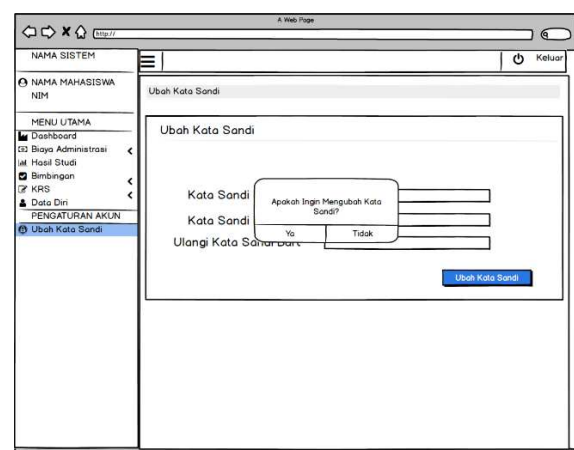 A Web Page
http://
NAMA SISTEM
Keluar
NAMA MAHASISWA
NIM
Ubah Kata Sandi
MENU UTAMA
Dashboard
Biaya Administrasi
Hasil Studi
Bimbingan
KRS
Data Diri
PENGATURAN AKUN
Ubah Kata Sandi
Ubah Kata Sandi
Kata Sandi
Kata Sandi
Ulangi Kata Sandi
Apakah Ingin Mengubah Kata
Sandi?
Ya Tidak
Ubah Kata Sandi